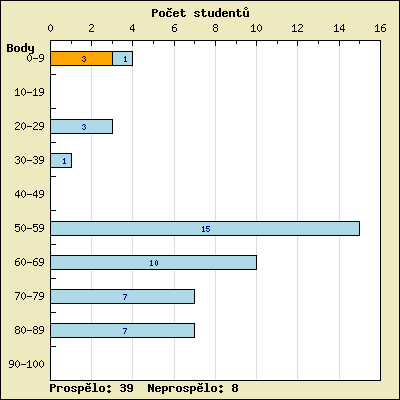 Počet studentů
0 2 4 6 8 10 12 14 16
Body
0-9 3 1
10-19
20-29 3
30-39 1
40-49
50-59 15
60-69 10
70-79 7
80-89 7
90-100
Prospělo: 39 Neprospělo: 8